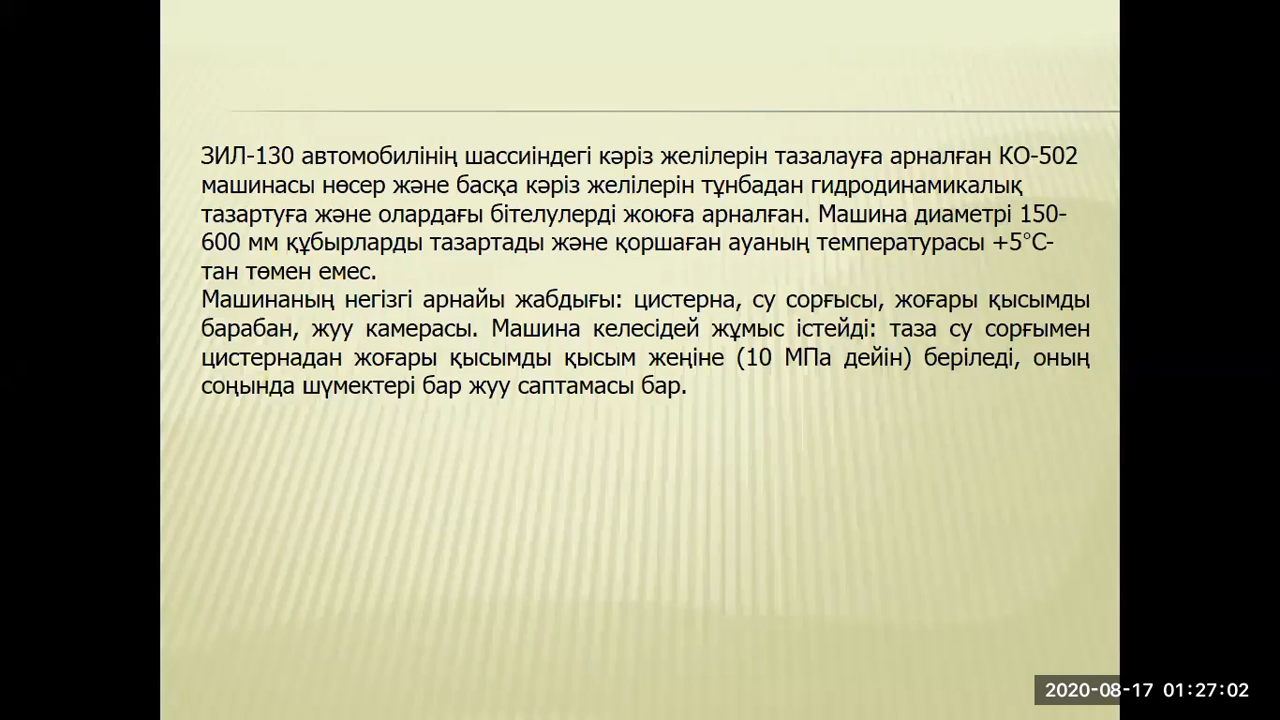 ЗИЛ-130 автомобилінің шассиіндегі кәріз желілерін тазалауға арналған КО-502
машинасы нөсер және басқа кәріз желілерін тұнбадан гидродинамикалық
тазартуға және олардағы бітелулерді жоюға арналған. Машина диаметрі 150-
600 мм құбырларды тазартады және қоршаған ауаның температурасы +5°С-
тан төмен емес.
Машинаның негізгі арнайы жабдығы: цистерна, су сорғысы, жоғары қысымды
барабан, жуу камерасы. Машина келесідей жұмыс істейді: таза су сорғымен
цистернадан жоғары қысымды қысым жеңіне (10 МПа дейін) беріледі, оның
соңында шүмектері бар жуу саптамасы бар.
2020-08-17 01:27:02